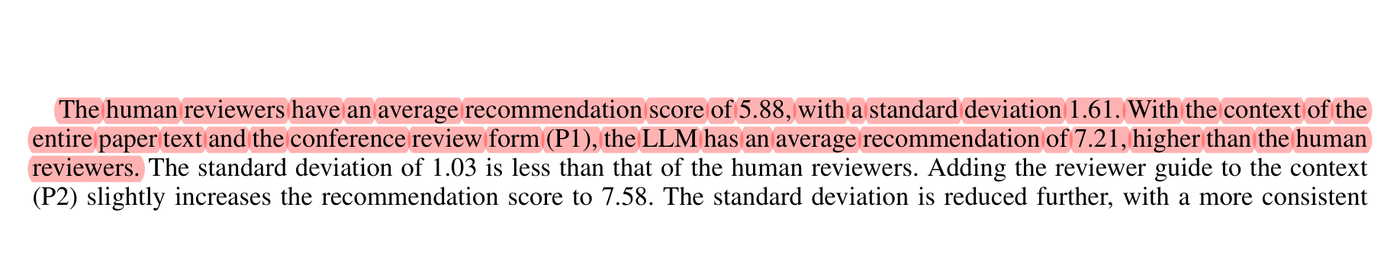 The human reviewers have an average recommendation score of 5.88, with a standard deviation 1.61. With the context of the
entire paper text and the conference review form (P1), the LLM has an average recommendation of 7.21, higher than the human
reviewers. The standard deviation of 1.03 is less than that of the human reviewers. Adding the reviewer guide to the context
(P2) slightly increases the recommendation score to 7.58. The standard deviation is reduced further, with a more consistent